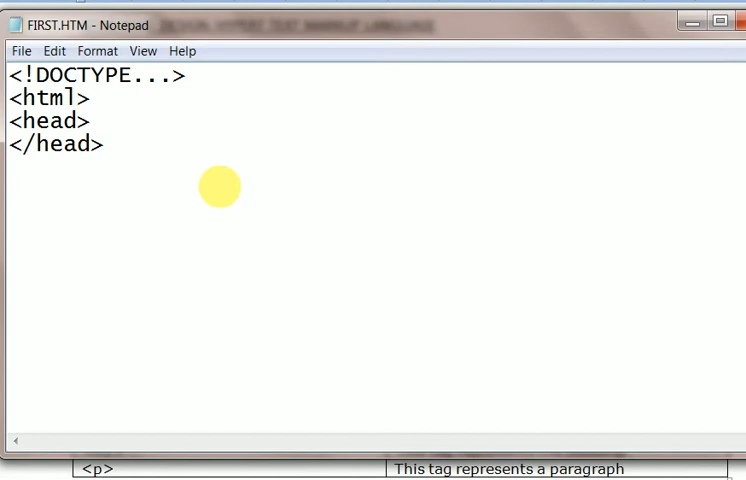 FIRST.HTM - Notepad
File Edit Format View Help
<!DOCTYPE...>
<html>
<head>
</head>
<p> This tag represents a paragraph